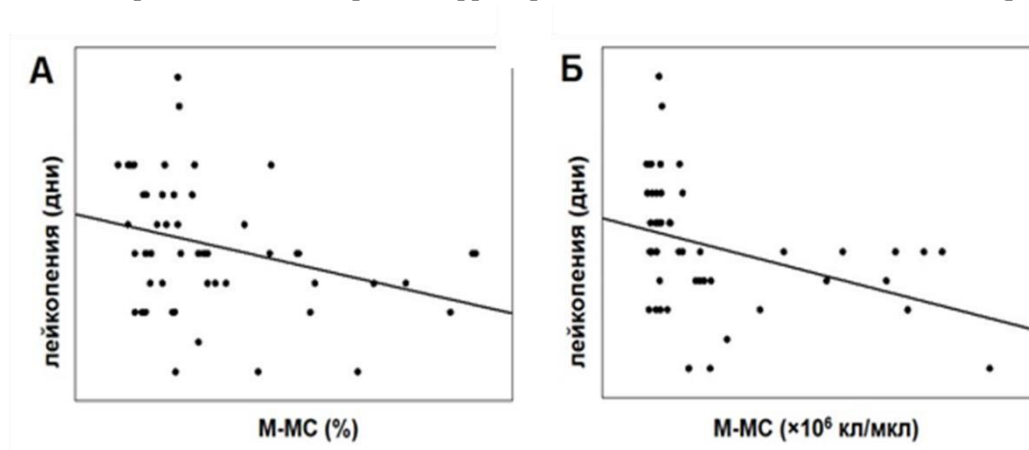 А
Б
лейкопения (дни)
лейкопения (дни)
М-МС (%)
М-МС (×10⁶ кл/мкл)